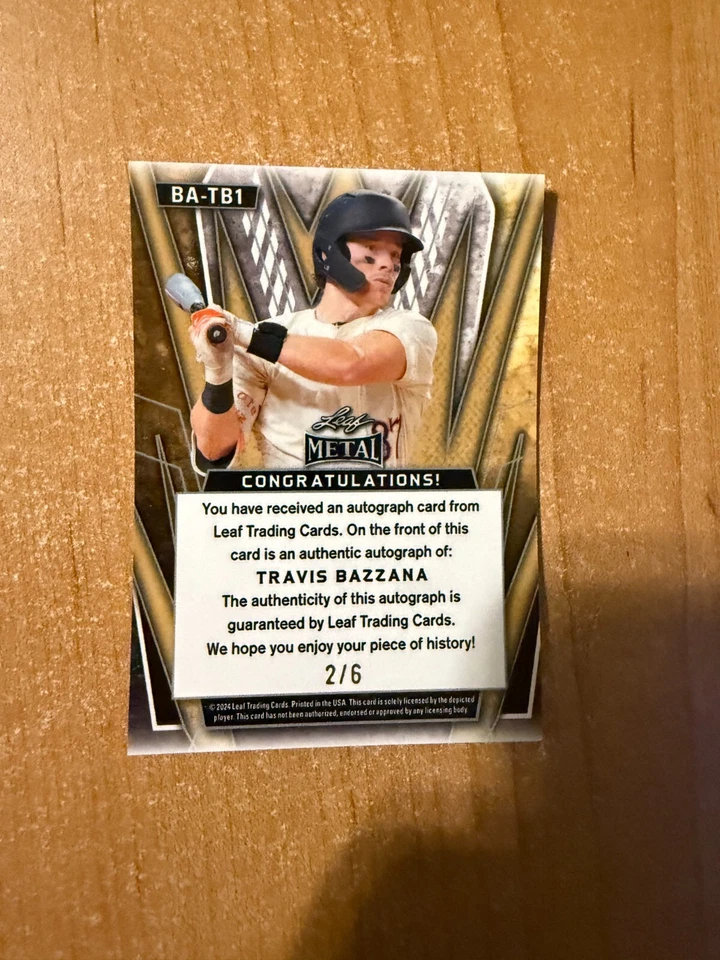 BA-TB1
Leaf
METAL
CONGRATULATIONS!
You have received an autograph card from
Leaf Trading Cards. On the front of this
card is an authentic autograph of:
TRAVIS BAZZANA
The authenticity of this autograph is
guaranteed by Leaf Trading Cards.
We hope you enjoy your piece of history!
2/6
© 2024 Leaf Trading Cards. Printed in the USA. This card is solely licensed by the depicted
player. This card has not been authorized, endorsed or approved by any licensing body.